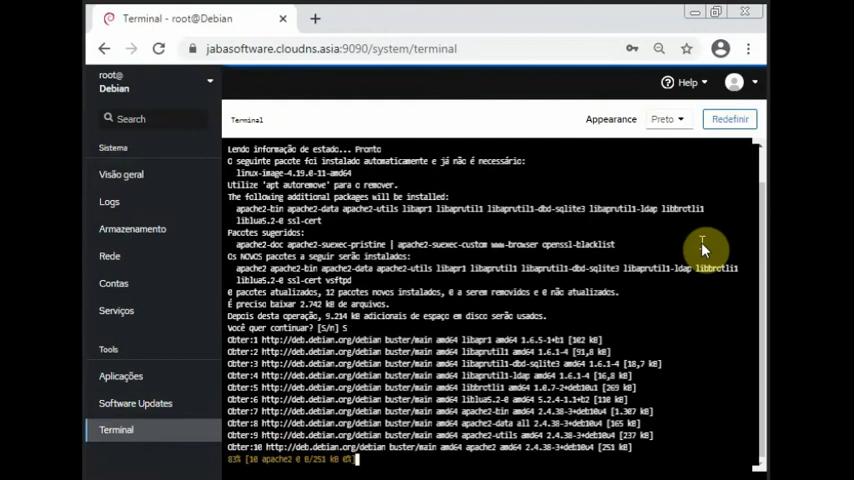 Terminal - root@Debian
jabasoftware.cloudns.asia:9090/system/terminal
root@
Debian
Help
Search
Terminal
Appearance
Preto
Redefinir
Sistema
Visão geral
Logs
Armazenamento
Rede
Contas
Serviços
Tools
Aplicações
Software Updates
Terminal
Lendo informação de estado... Pronto
O seguinte pacote foi instalado automaticamente e já não é necessário:
linux-image-4.19.0-11-amd64
Utilize 'apt autoremove' para o remover.
The following additional packages will be installed:
apache2-bin apache2-data apache2-utils libapr1 libaprutil1 libaprutil1-dbd-sqlite3 libaprutil1-ldap libbrotli1
liblua5.2-0 ssl-cert
Pacotes sugeridos:
apache2-doc apache2-suexec-pristine | apache2-suexec-custom www-browser openssl-blacklist
Os NOVOS pacotes a seguir serão instalados:
apache2 apache2-bin apache2-data apache2-utils libapr1 libaprutil1 libaprutil1-dbd-sqlite3 libaprutil1-ldap libbrotli1
liblua5.2-0 ssl-cert vsftpd
0 pacotes atualizados, 12 pacotes novos instalados, 0 a serem removidos e 0 não atualizados.
É preciso baixar 2.742 kB de arquivos.
Depois desta operação, 9.214 kB adicionais de espaço em disco serão usados.
Você quer continuar? [S/n] S
Obter:1 http://deb.debian.org/debian buster/main amd64 libapr1 amd64 1.6.5-1+b1 [102 kB]
Obter:2 http://deb.debian.org/debian buster/main amd64 libaprutil1 amd64 1.6.1-4 [91,8 kB]
Obter:3 http://deb.debian.org/debian buster/main amd64 libaprutil1-dbd-sqlite3 amd64 1.6.1-4 [18,7 kB]
Obter:4 http://deb.debian.org/debian buster/main amd64 libaprutil1-ldap amd64 1.6.1-4 [16,8 kB]
Obter:5 http://deb.debian.org/debian buster/main amd64 libbrotli1 amd64 1.0.7-2+deb10u1 [269 kB]
Obter:6 http://deb.debian.org/debian buster/main amd64 liblua5.2-0 amd64 5.2.4-1.1+b2 [110 kB]
Obter:7 http://deb.debian.org/debian buster/main amd64 apache2-bin amd64 2.4.38-3+deb10u4 [1.307 kB]
Obter:8 http://deb.debian.org/debian buster/main amd64 apache2-data all 2.4.38-3+deb10u4 [165 kB]
Obter:9 http://deb.debian.org/debian buster/main amd64 apache2-utils amd64 2.4.38-3+deb10u4 [237 kB]
Obter:10 http://deb.debian.org/debian buster/main amd64 apache2 amd64 2.4.38-3+deb10u4 [251 kB]
83% [10 apache2 0 B/251 kB 0%]